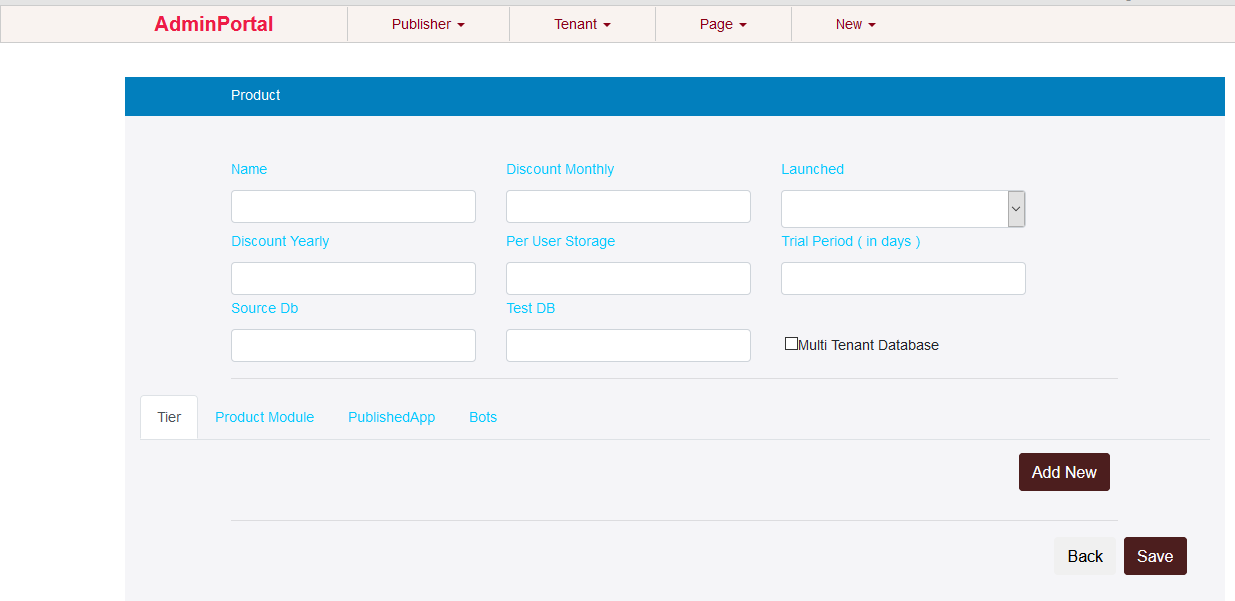 AdminPortal Publisher Tenant Page New
Product
Name Discount Monthly Launched
Discount Yearly Per User Storage Trial Period ( in days )
Source Db Test DB
Multi Tenant Database
Tier Product Module PublishedApp Bots
Add New
Back Save